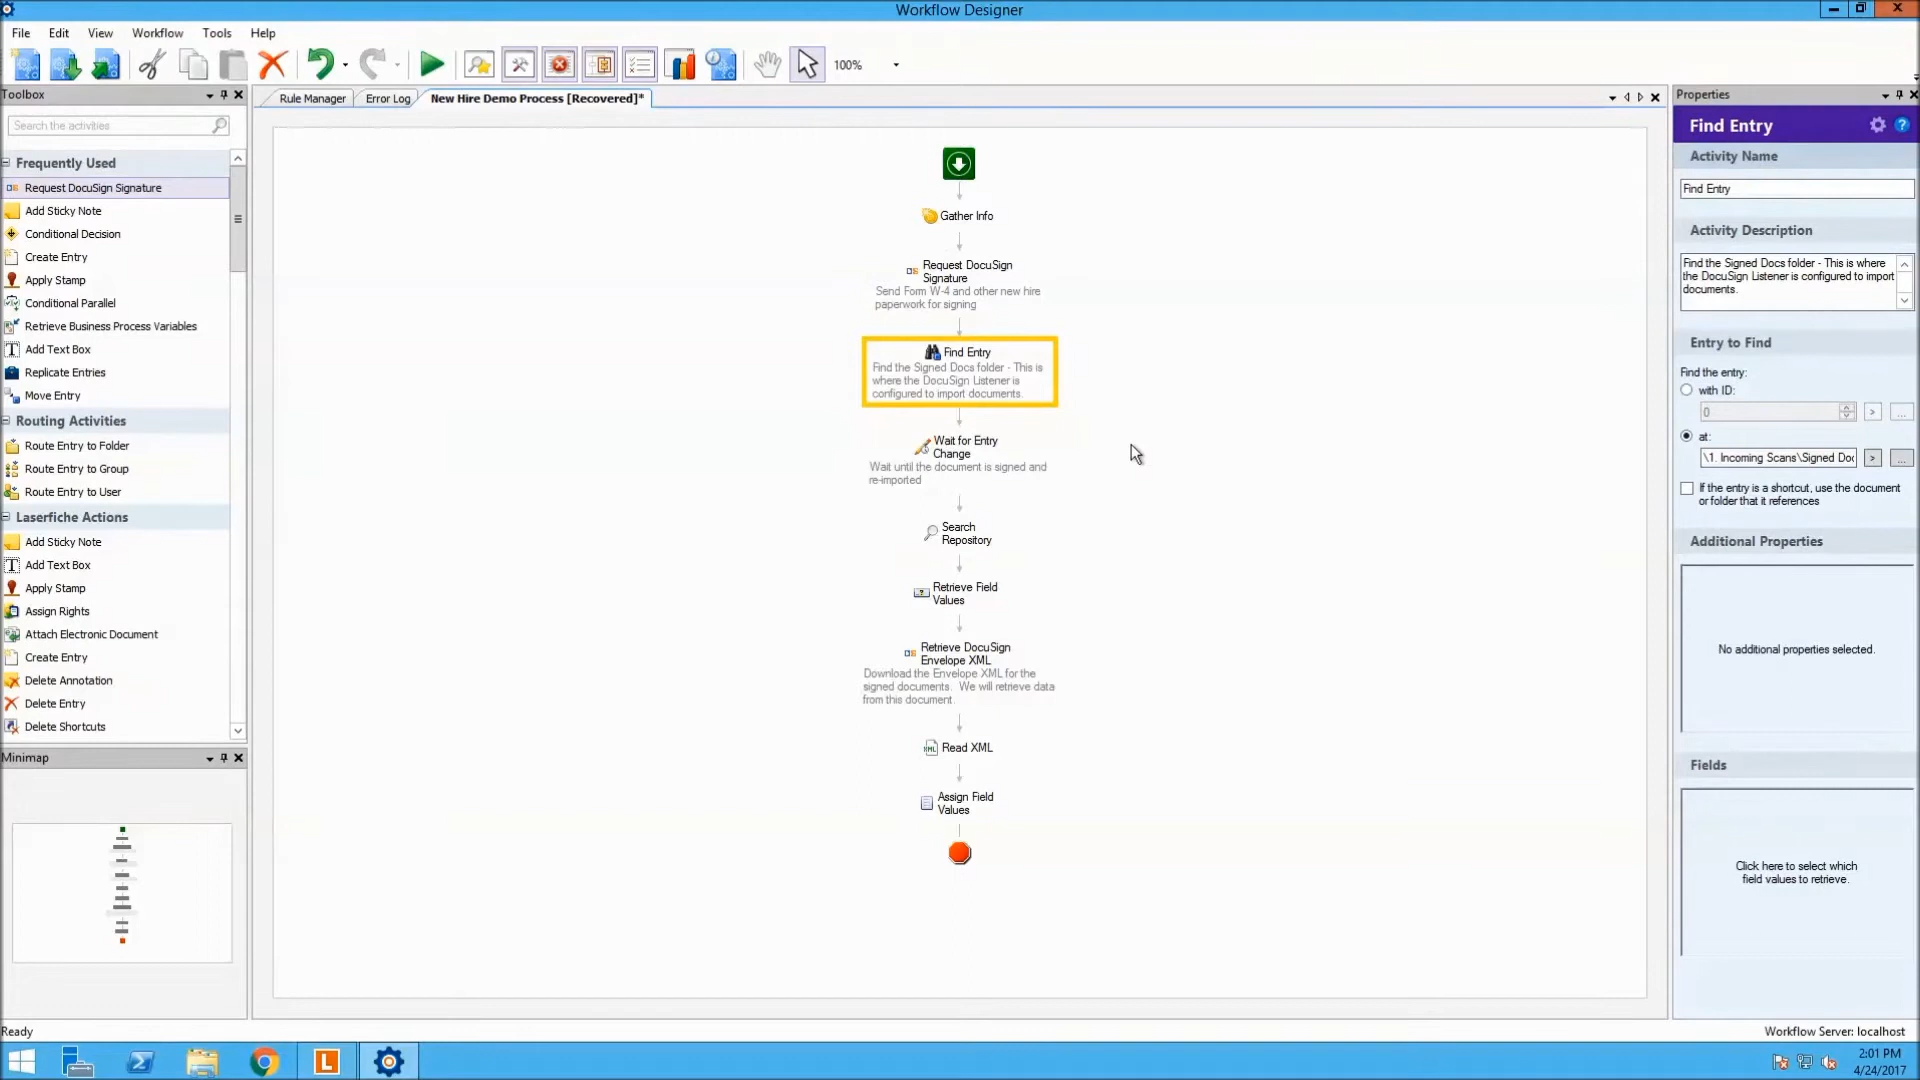 Workflow Designer
File Edit View Workflow Tools Help
100%
Toolbox
Rule Manager Error Log New Hire Demo Process [Recovered]*
Search the activities
Frequently Used
Request DocuSign Signature
Add Sticky Note
Conditional Decision
Create Entry
Apply Stamp
Conditional Parallel
Retrieve Business Process Variables
Add Text Box
Replicate Entries
Move Entry
Routing Activities
Route Entry to Folder
Route Entry to Group
Route Entry to User
Laserfiche Actions
Add Sticky Note
Add Text Box
Apply Stamp
Assign Rights
Attach Electronic Document
Create Entry
Delete Annotation
Delete Entry
Delete Shortcuts
Minimap
Gather Info
Request DocuSign
Signature
Send Form W-4 and other new hire
paperwork for signing
Find Entry
Find the Signed Docs folder - This is
where the DocuSign Listener is
configured to import documents.
Wait for Entry
Change
Wait until the document is signed and
re-imported
Search
Repository
Retrieve Field
Values
Retrieve DocuSign
Envelope XML
Download the Envelope XML for the
signed documents. We will retrieve data
from this document.
Read XML
Assign Field
Values
Properties
Find Entry
Activity Name
Find Entry
Activity Description
Find the Signed Docs folder - This is where
the DocuSign Listener is configured to import
documents.
Entry to Find
Find the entry:
with ID:
0 > ...
at:
\1. Incoming Scans\Signed Doc > ...
If the entry is a shortcut, use the document
or folder that it references
Additional Properties
No additional properties selected.
Fields
Click here to select which
field values to retrieve.
Ready
Workflow Server: localhost
2:01 PM
4/24/2017